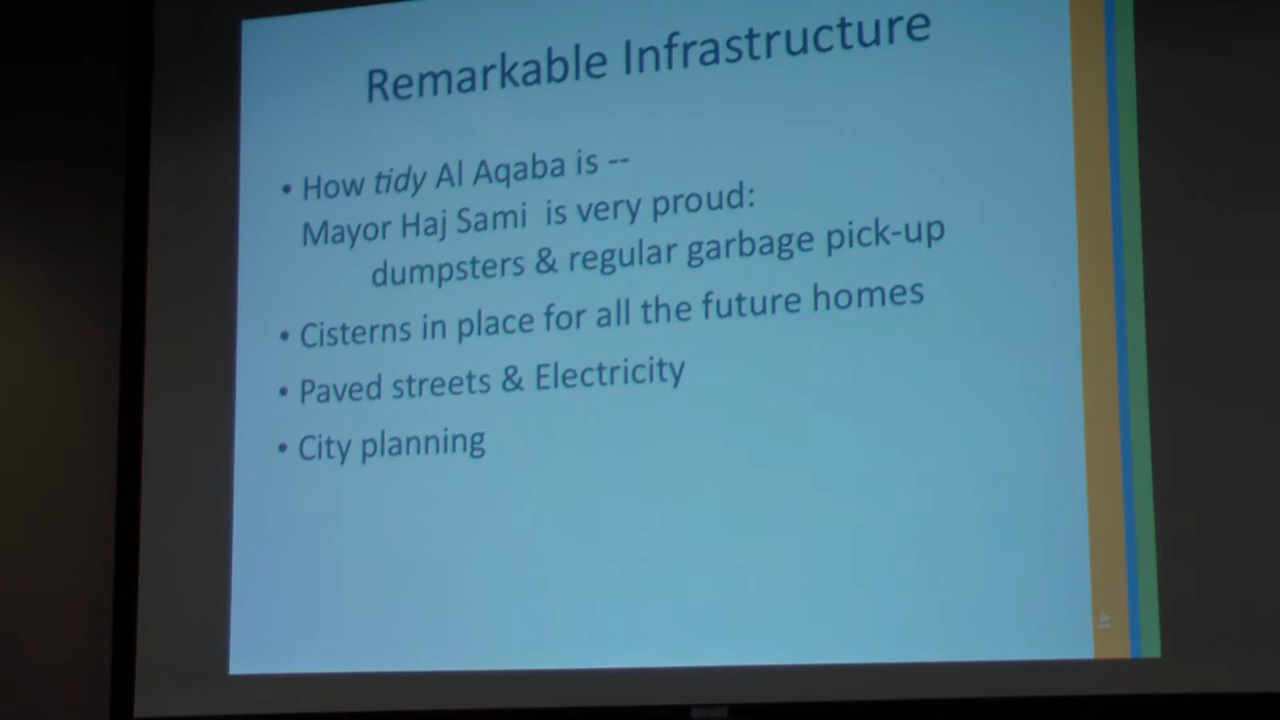 Remarkable Infrastructure
• How tidy Al Aqaba is --
Mayor Haj Sami is very proud:
dumpsters & regular garbage pick-up
• Cisterns in place for all the future homes
• Paved streets & Electricity
• City planning
41